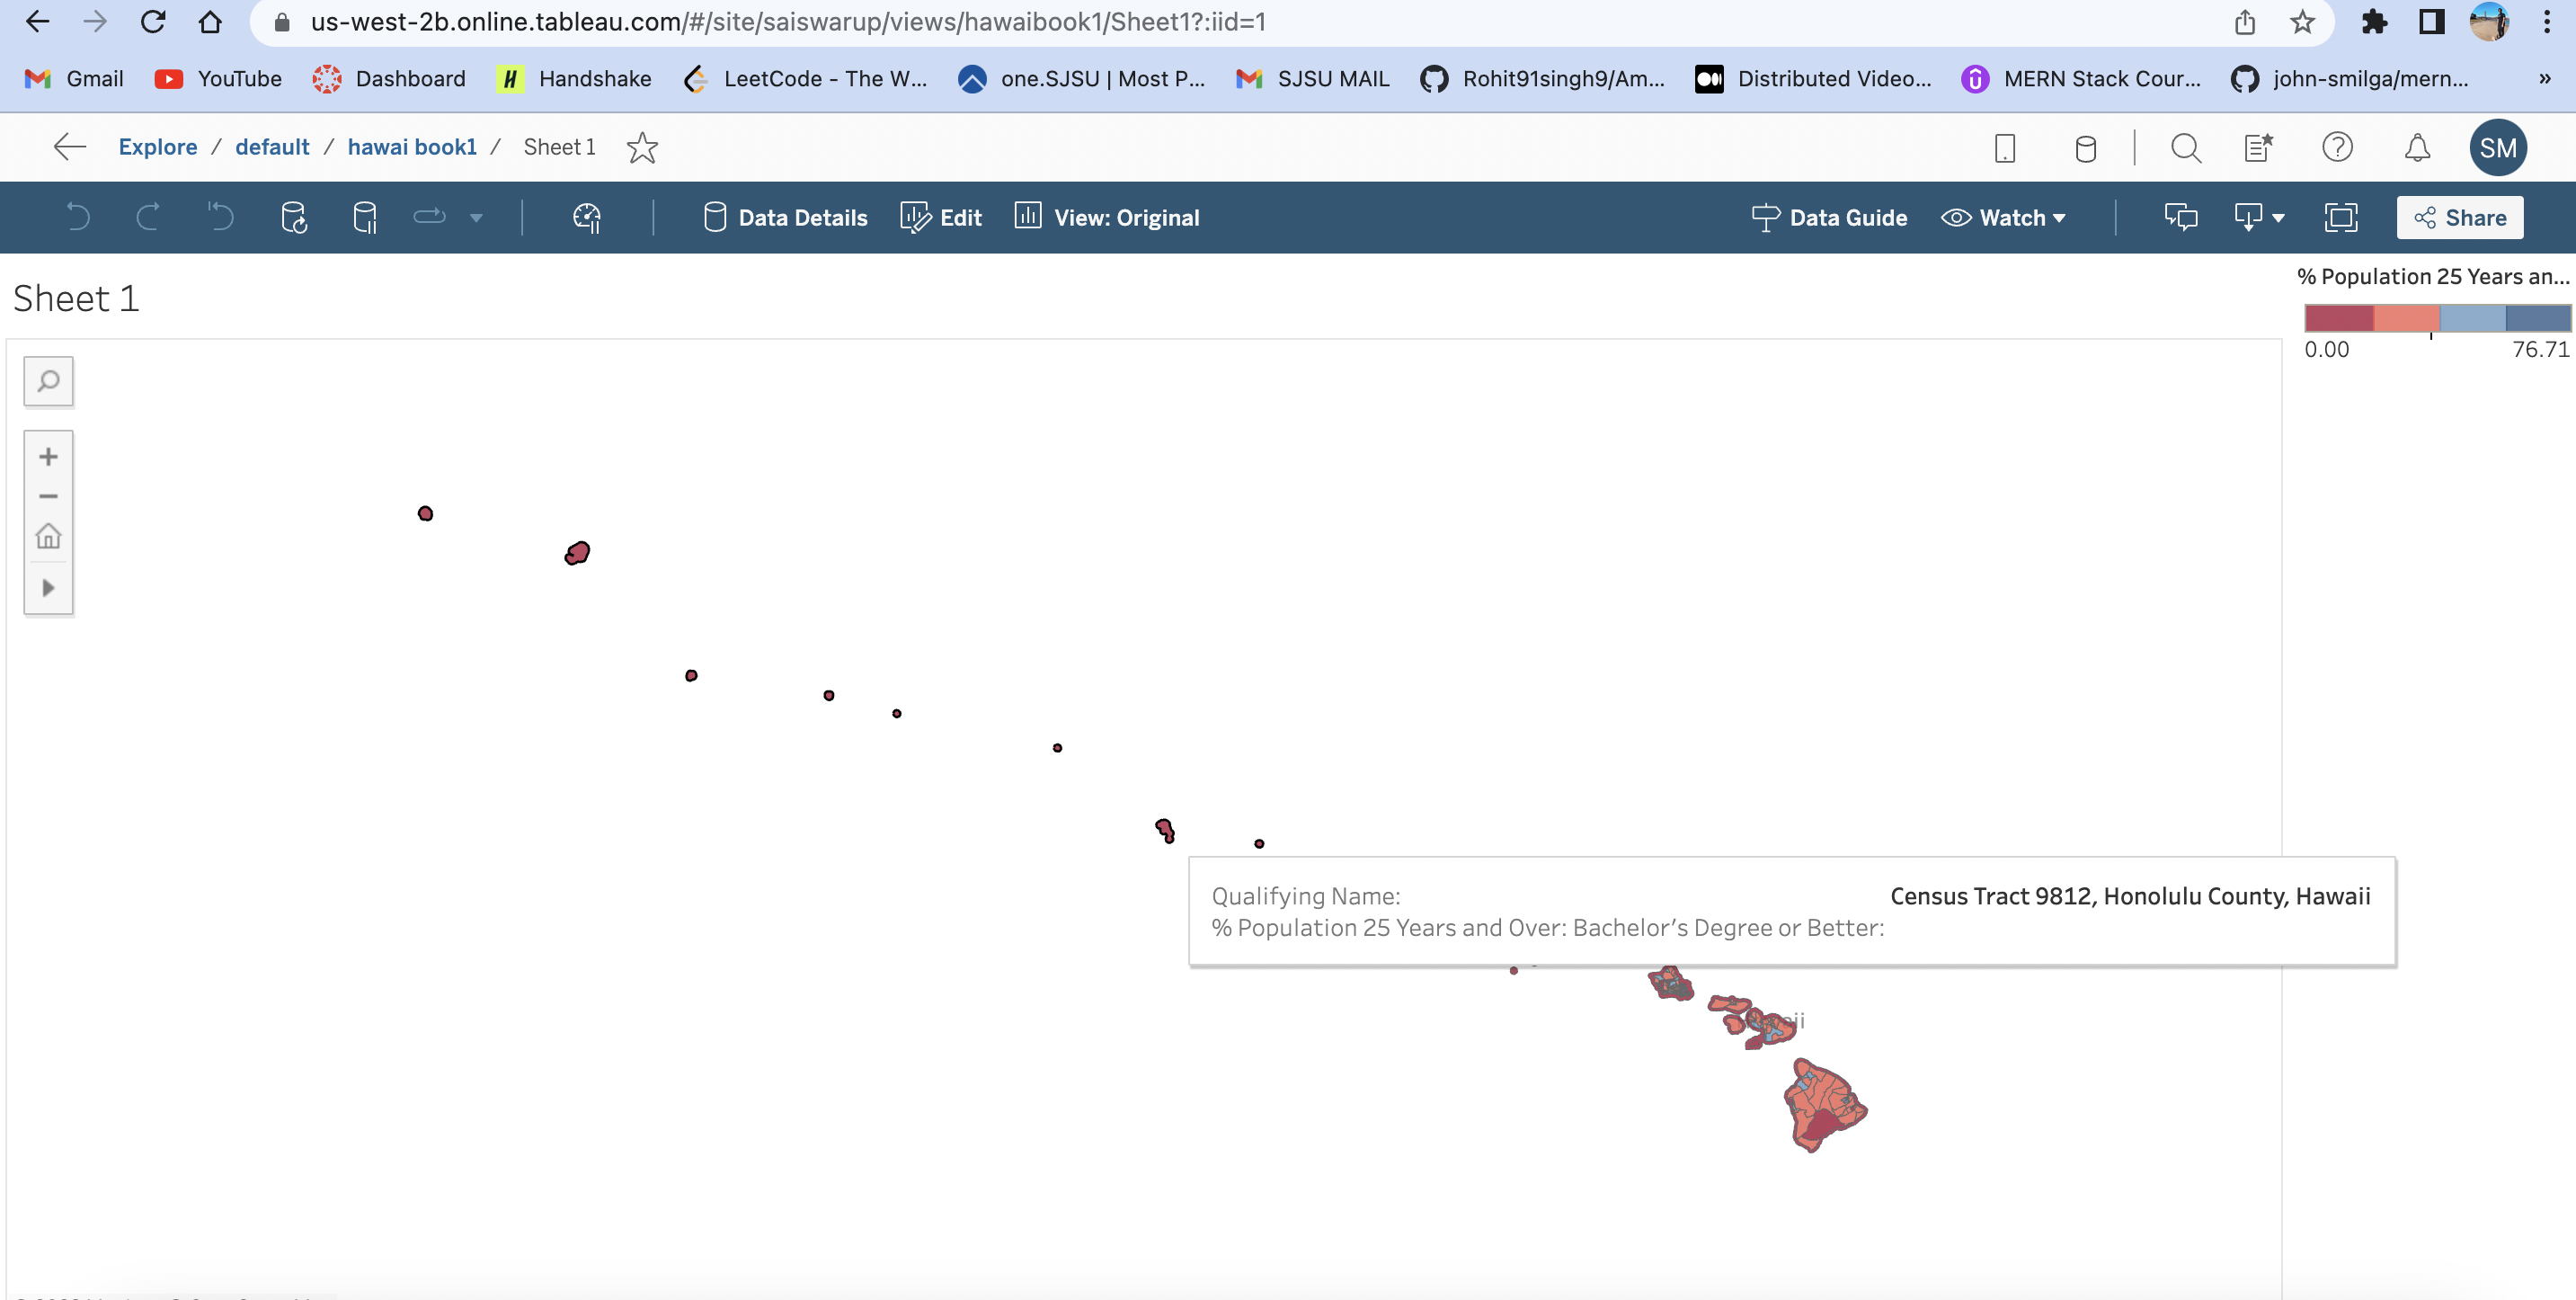 us-west-2b.online.tableau.com/#/site/saiswarup/views/hawaibook1/Sheet1?:iid=1
Gmail YouTube Dashboard Handshake LeetCode - The W... one.SJSU | Most P... SJSU MAIL Rohit91singh9/Am... Distributed Video... MERN Stack Cour... john-smilga/mern... »
Explore / default / hawai book1 / Sheet 1 SM
Data Details Edit View: Original Data Guide Watch Share
% Population 25 Years an...
Sheet 1
0.00 76.71
Qualifying Name: Census Tract 9812, Honolulu County, Hawaii
% Population 25 Years and Over: Bachelor's Degree or Better: